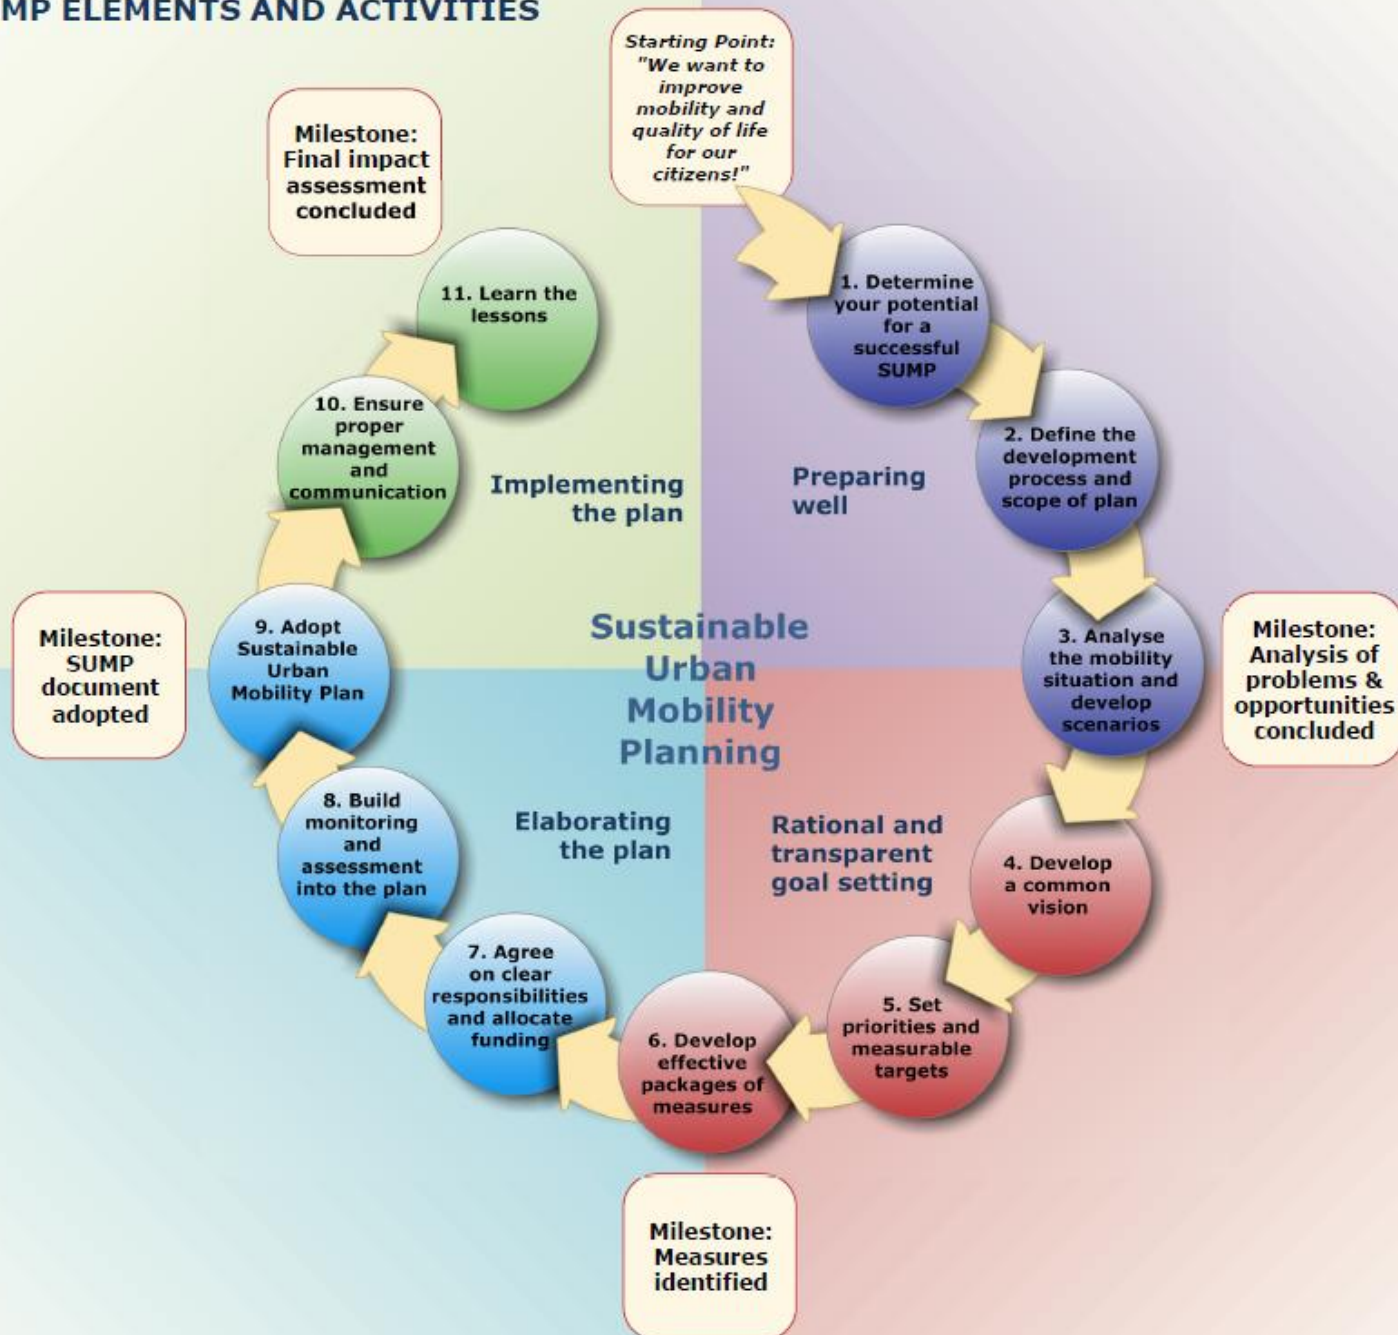 MP ELEMENTS AND ACTIVITIES
Starting Point:
"We want to
improve
mobility and
quality of life
for our
citizens!"
Milestone:
Final impact
assessment
concluded
1. Determine
your potential
for a
successful
SUMP
2. Define the
development
process and
scope of plan
3. Analyse
the mobility
situation and
develop
scenarios
Milestone:
Analysis of
problems &
opportunities
concluded
4. Develop
a common
vision
5. Set
priorities and
measurable
targets
6. Develop
effective
packages of
measures
Milestone:
Measures
identified
7. Agree
on clear
responsibilities
and allocate
funding
8. Build
monitoring
and
assessment
into the plan
9. Adopt
Sustainable
Urban
Mobility Plan
Milestone:
SUMP
document
adopted
10. Ensure
proper
management
and
communication
11. Learn the
lessons
Implementing
the plan
Preparing
well
Sustainable
Urban
Mobility
Planning
Elaborating
the plan
Rational and
transparent
goal setting